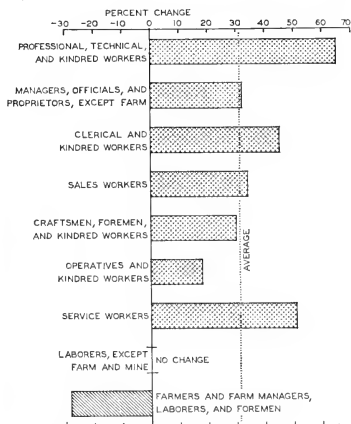 PERCENT CHANGE
-30 -20 -10 0 10 20 30 40 50 60 70
PROFESSIONAL, TECHNICAL,
AND KINDRED WORKERS
MANAGERS, OFFICIALS, AND
PROPRIETORS, EXCEPT FARM
CLERICAL AND
KINDRED WORKERS
SALES WORKERS
CRAFTSMEN, FOREMEN,
AND KINDRED WORKERS
AVERAGE
OPERATIVES AND
KINDRED WORKERS
SERVICE WORKERS
LABORERS, EXCEPT
FARM AND MINE
NO CHANGE
FARMERS AND FARM MANAGERS,
LABORERS, AND FOREMEN